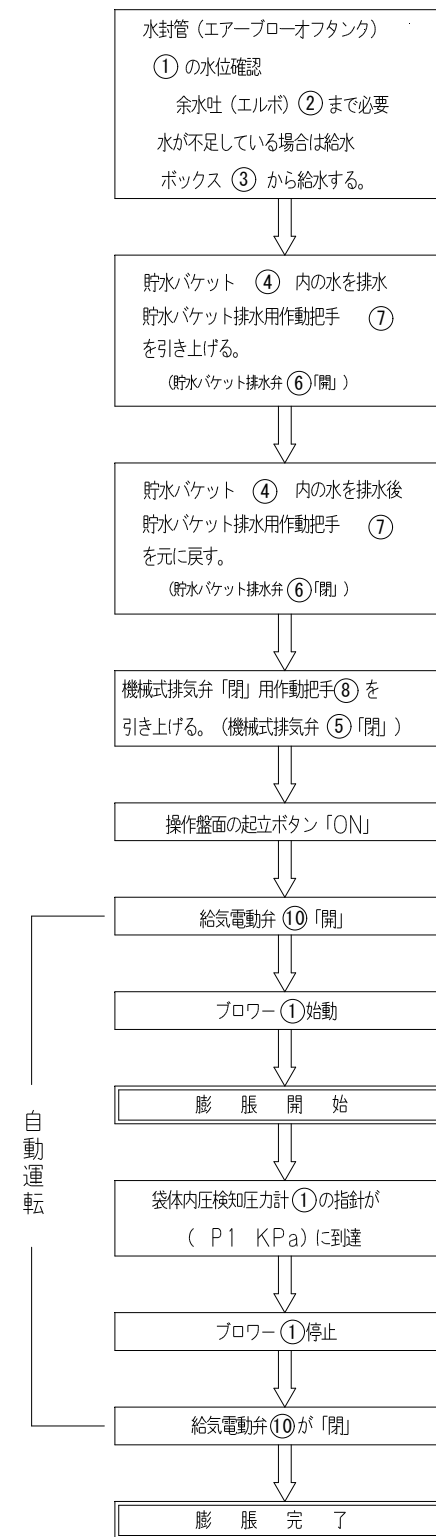 水封管（エアーブローオフタンク）
①の水位確認
余水吐（エルボ）②まで必要
水が不足している場合は給水
ボックス ③ から給水する。
貯水バケット ④ 内の水を排水
貯水バケット排水用作動把手 ⑦
を引き上げる。
（貯水バケット排水弁⑥「開」）
貯水バケット ④ 内の水を排水後
貯水バケット排水用作動把手 ⑦
を元に戻す。
（貯水バケット排水弁⑥「閉」）
機械式排気弁「閉」用作動把手⑧ を
引き上げる。（機械式排気弁 ⑤「閉」）
操作盤面の起立ボタン「ON」
給気電動弁⑩「開」
ブロワー①始動
膨 脹 開 始
自動運転
袋体内圧検知圧力計①の指針が
（ P1 KPa）に到達
ブロワー①停止
給気電動弁⑩が「閉」
膨 脹 完 了